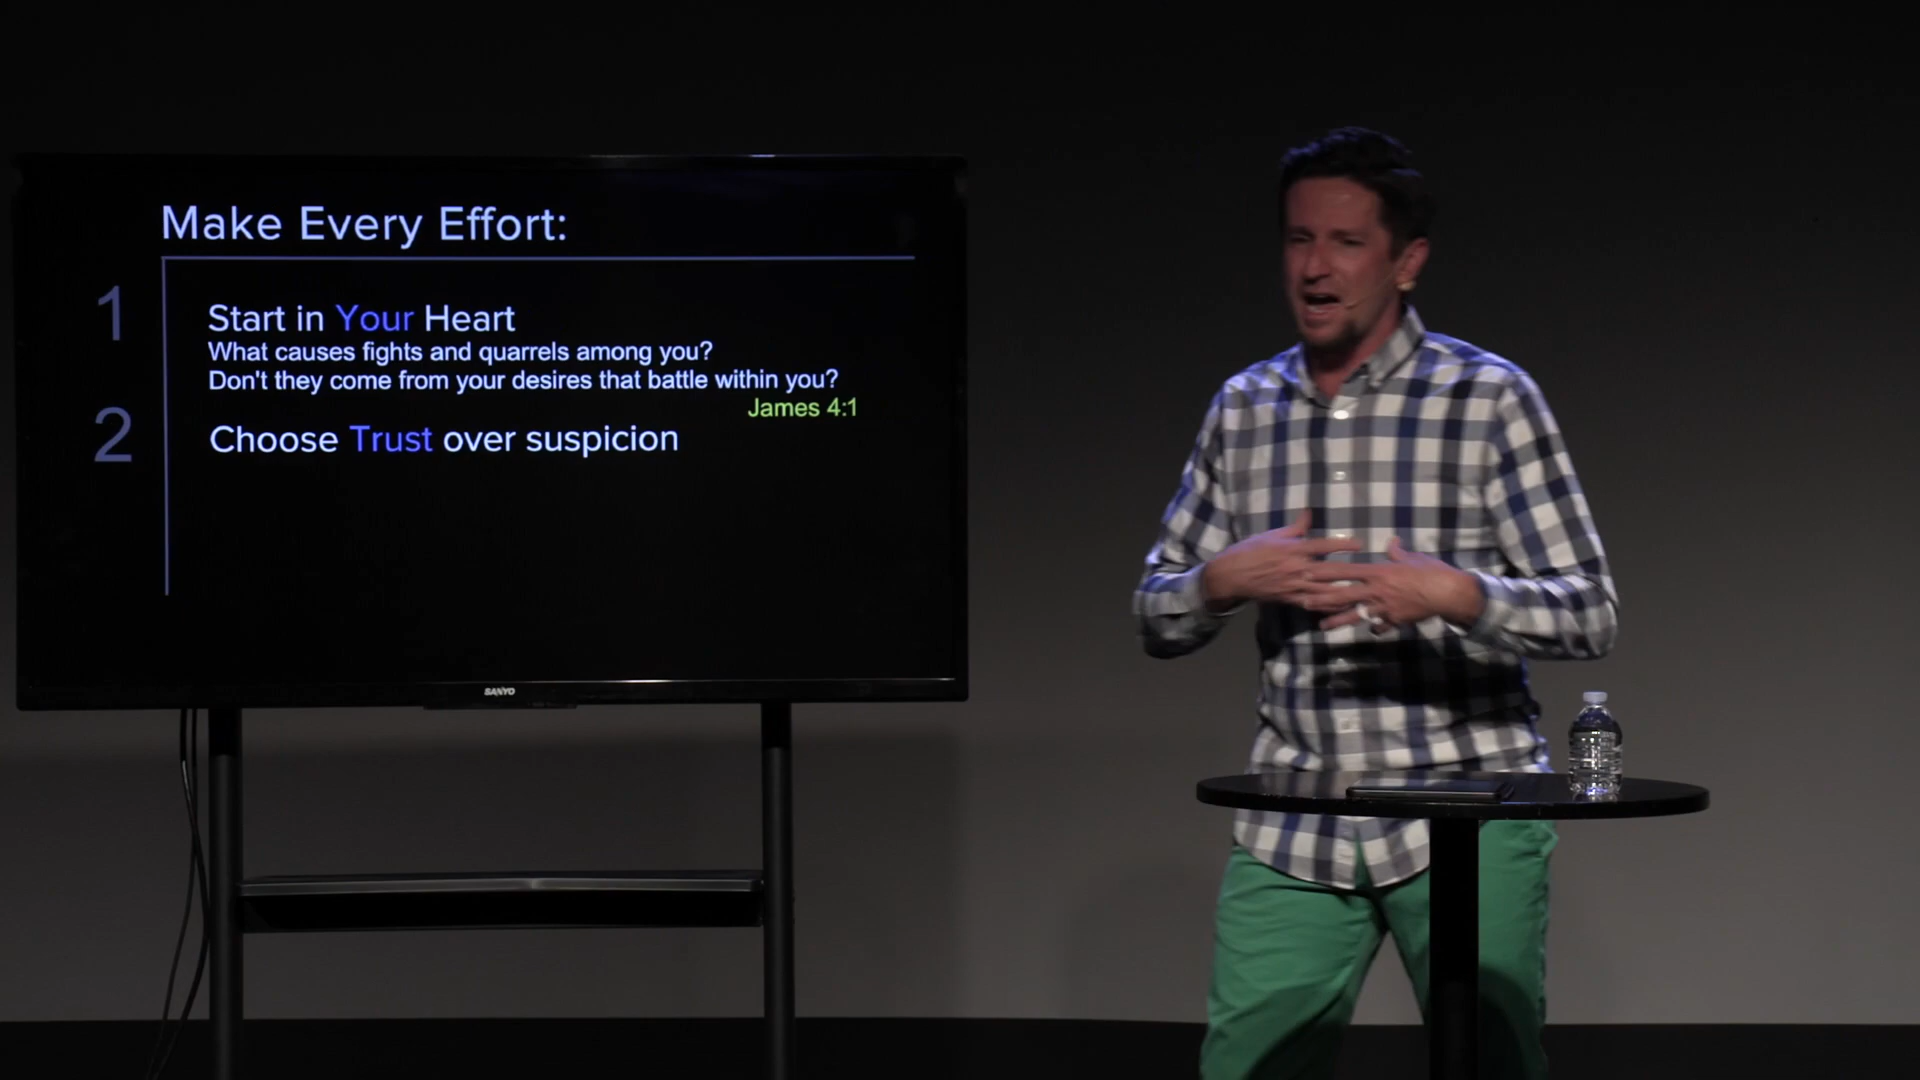 Make Every Effort:
1
Start in Your Heart
What causes fights and quarrels among you?
Don't they come from your desires that battle within you?
James 4:1
2
Choose Trust over suspicion
SANYO